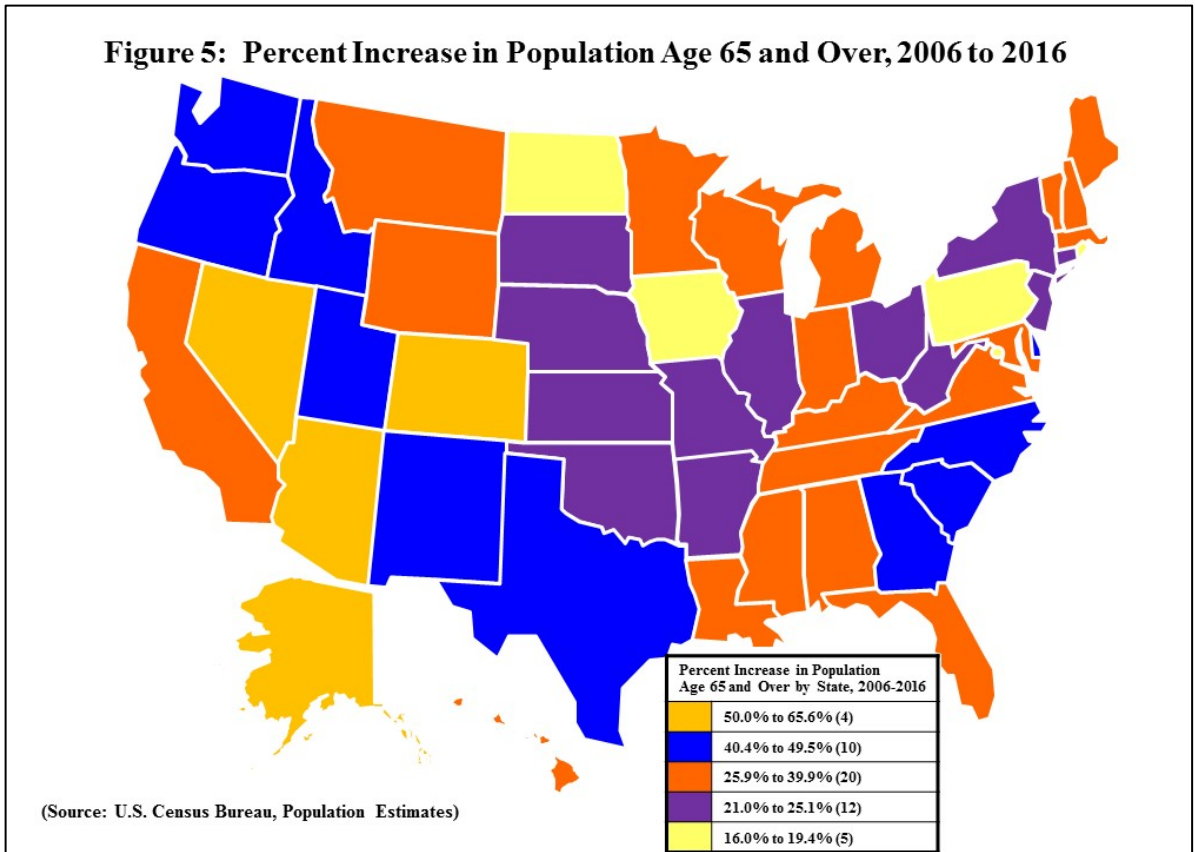 Figure 5: Percent Increase in Population Age 65 and Over, 2006 to 2016
Percent Increase in Population
Age 65 and Over by State, 2006-2016
50.0% to 65.6% (4)
40.4% to 49.5% (10)
25.9% to 39.9% (20)
21.0% to 25.1% (12)
16.0% to 19.4% (5)
(Source: U.S. Census Bureau, Population Estimates)